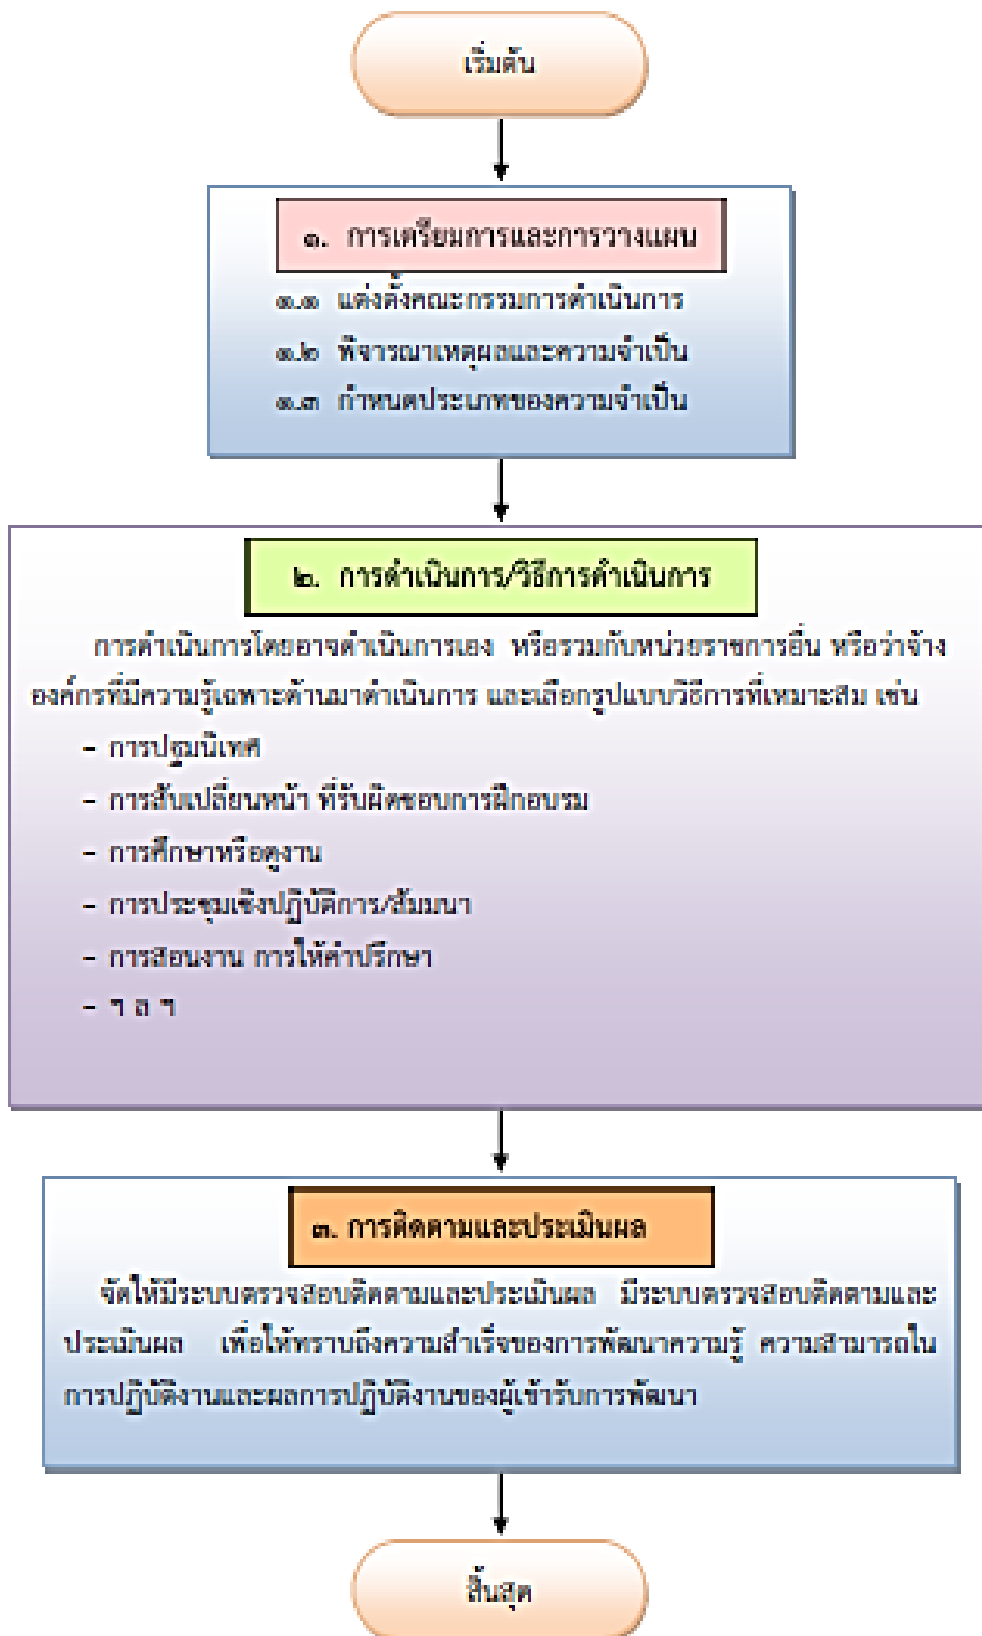 เริ่มต้น
๑. การเตรียมการและการวางแผน
๑.๑ แต่งตั้งคณะกรรมการดำเนินการ
๑.๒ พิจารณาเหตุผลและความจำเป็น
๑.๓ กำหนดประเภทของความจำเป็น
๒. การดำเนินการ/วิธีการดำเนินการ
การดำเนินการโดยอาจดำเนินการเอง หรือรวมกับหน่วยราชการอื่น หรือว่าจ้าง
องค์กรที่มีความรู้เฉพาะด้านมาดำเนินการ และเลือกรูปแบบวิธีการที่เหมาะสม เช่น
- การปฐมนิเทศ
- การสับเปลี่ยนหน้า ที่รับผิดชอบการฝึกอบรม
- การศึกษาหรือดูงาน
- การประชุมเชิงปฏิบัติการ/สัมมนา
- การสอนงาน การให้คำปรึกษา
- ฯ ล ฯ
๓. การติดตามและประเมินผล
จัดให้มีระบบตรวจสอบติดตามและประเมินผล มีระบบตรวจสอบติดตามและ
ประเมินผล เพื่อให้ทราบถึงความสำเร็จของการพัฒนาความรู้ ความสามารถใน
การปฏิบัติงานและผลการปฏิบัติงานของผู้เข้ารับการพัฒนา
สิ้นสุด